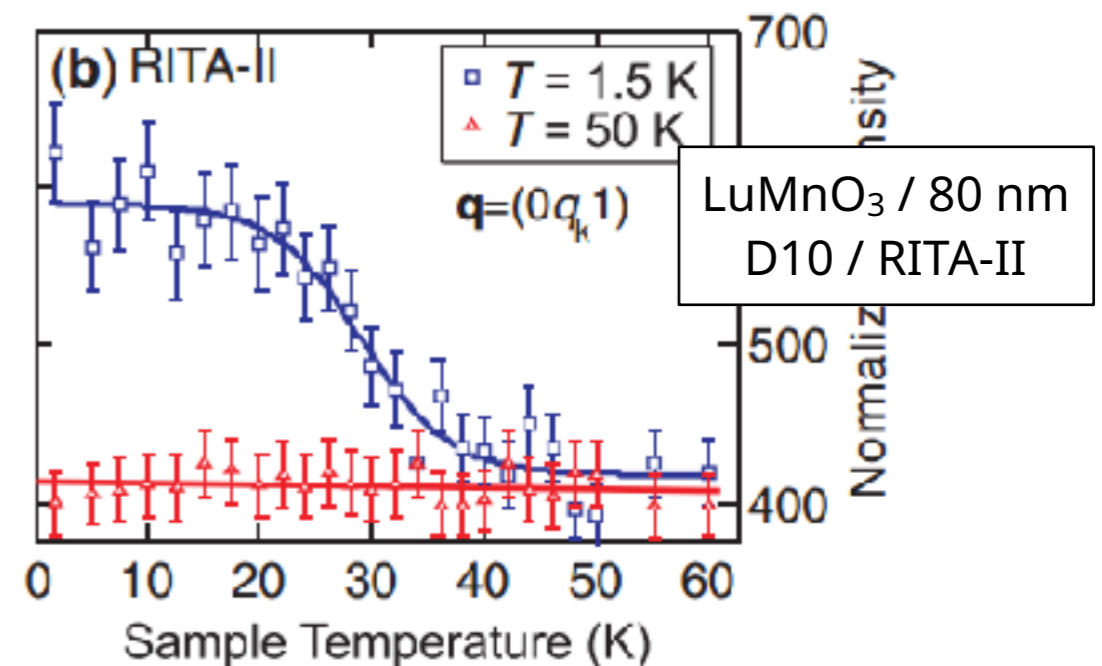 (b) RITA-II
T = 1.5 K
T = 50 K
q=(0qk1)
LuMnO₃ / 80 nm
D10 / RITA-II
700
500
400
0 10 20 30 40 50 60
Sample Temperature (K)